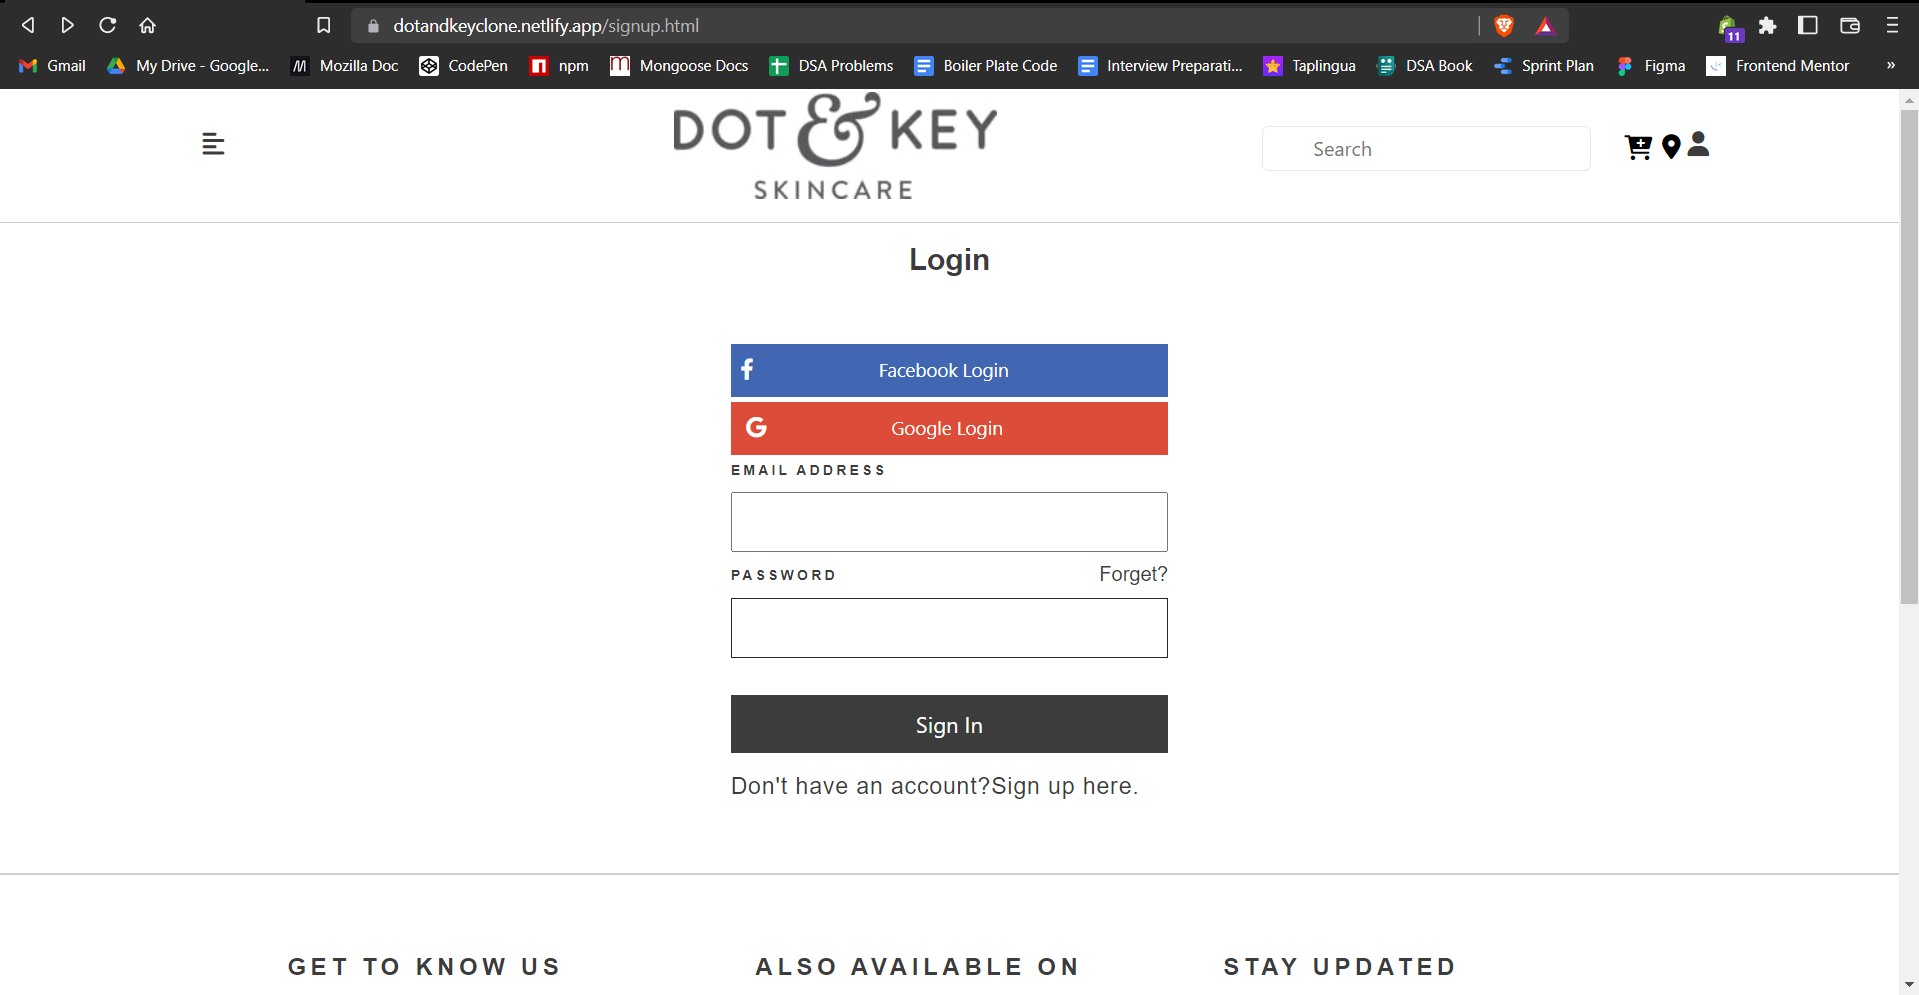 dotandkeyclone.netlify.app/signup.html
11
Gmail My Drive - Google... Mozilla Doc CodePen npm Mongoose Docs DSA Problems Boiler Plate Code Interview Preparati... Taplingua DSA Book Sprint Plan Figma Frontend Mentor »
DOT & KEY
SKINCARE
Search
Login
Facebook Login
Google Login
EMAIL ADDRESS
PASSWORD Forget?
Sign In
Don't have an account?Sign up here.
GET TO KNOW US ALSO AVAILABLE ON STAY UPDATED